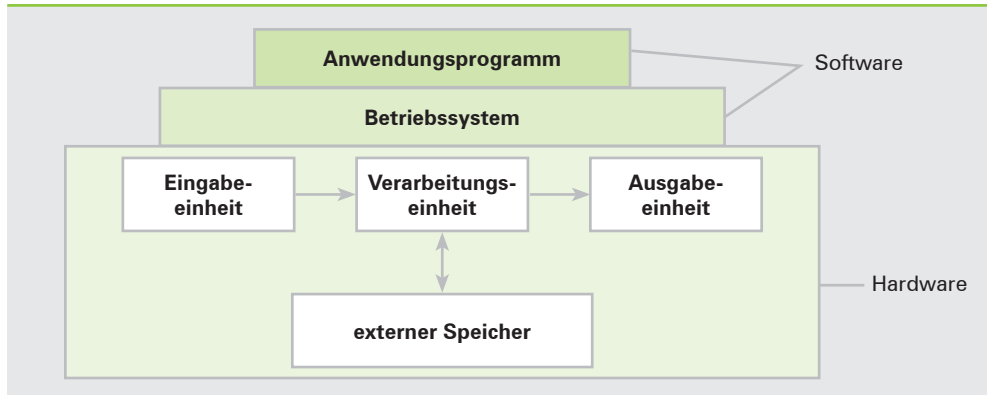 Anwendungsprogramm
Software
Betriebssystem
Eingabe-
einheit
Verarbeitungs-
einheit
Ausgabe-
einheit
Hardware
externer Speicher